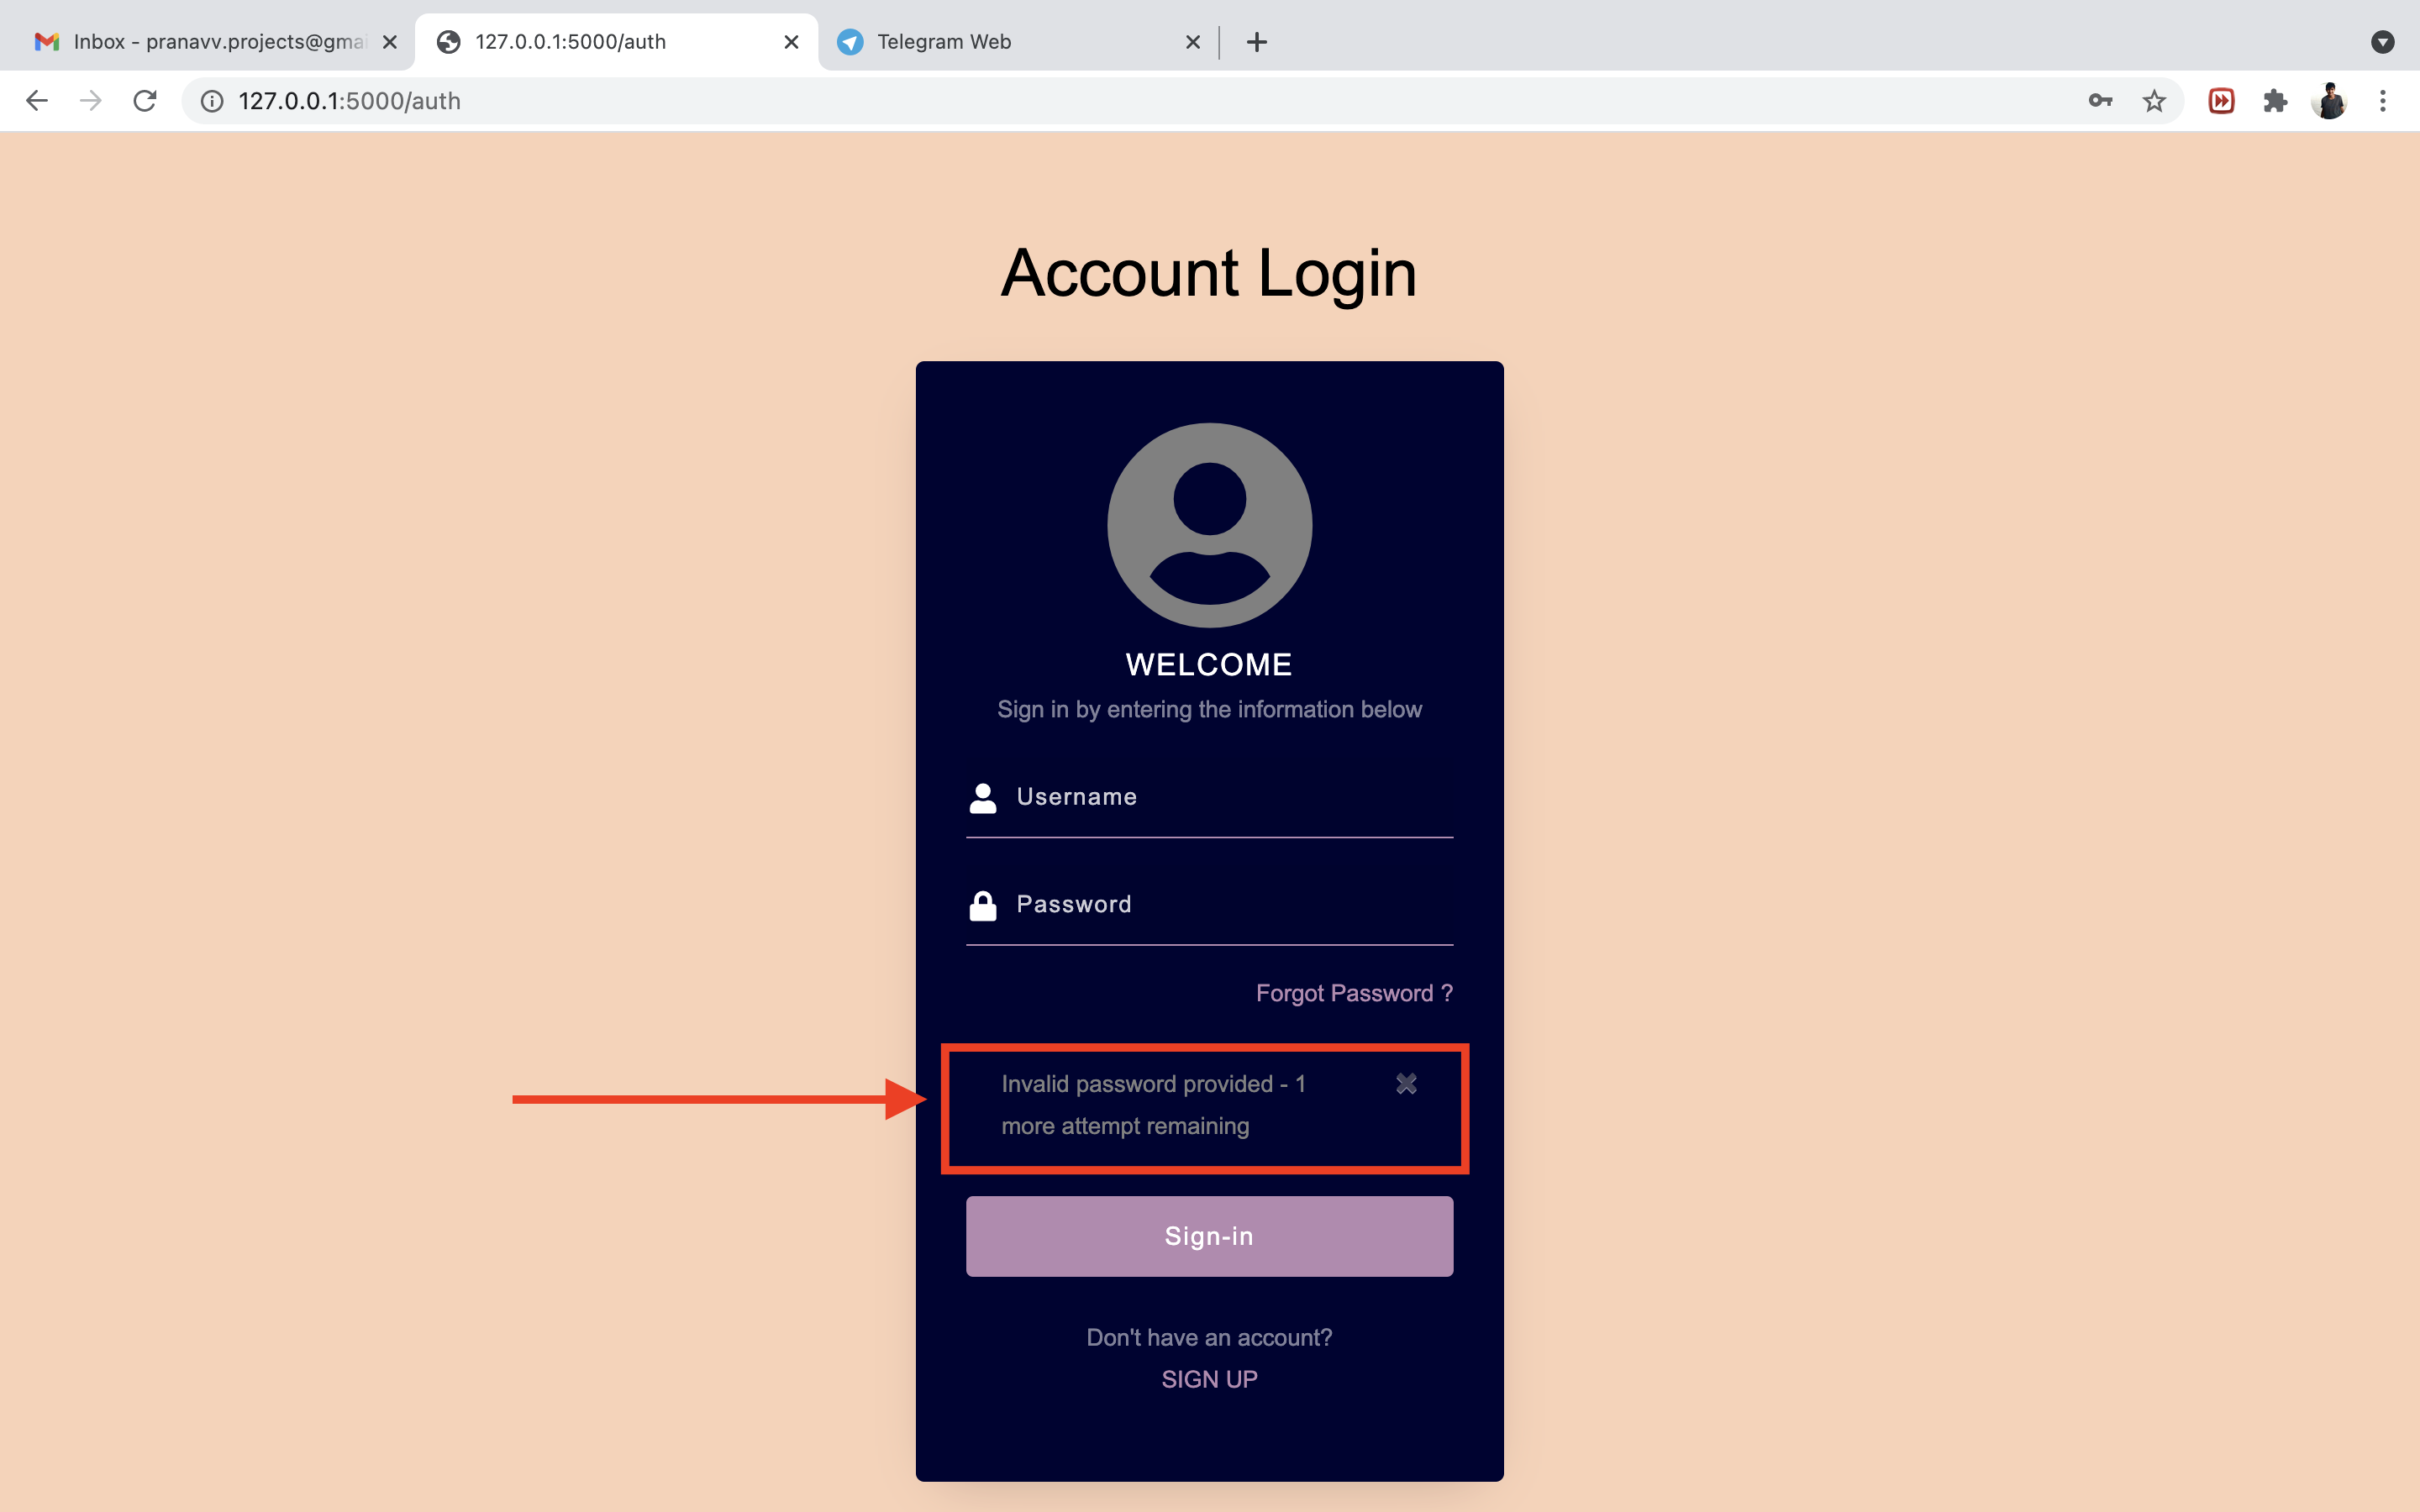 Inbox - pranavv.projects@gmai
127.0.0.1:5000/auth
Telegram Web
127.0.0.1:5000/auth
Account Login
WELCOME
Sign in by entering the information below
Username
Password
Forgot Password ?
Invalid password provided - 1
more attempt remaining
Sign-in
Don't have an account?
SIGN UP